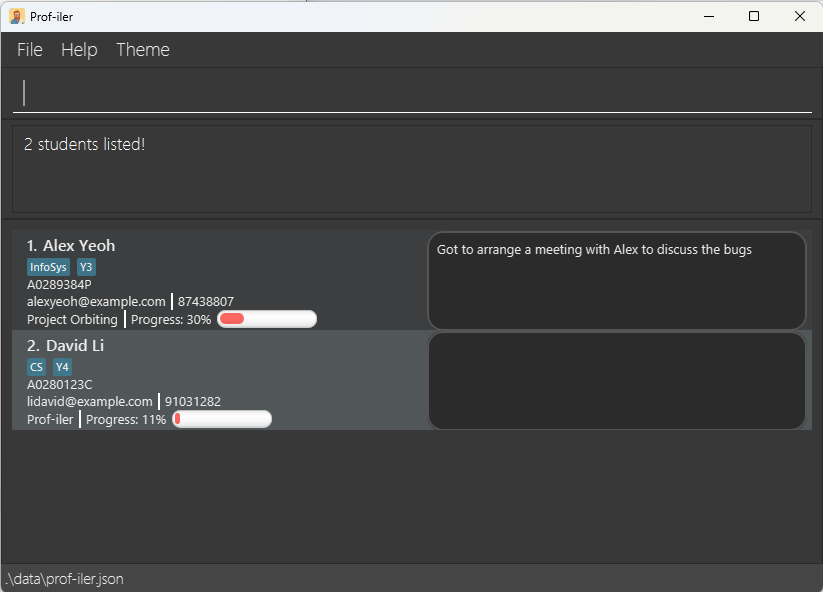 Prof-iler
File Help Theme
2 students listed!
1. Alex Yeoh
InfoSys Y3
A0289384P
alexyeoh@example.com | 87438807
Project Orbiting | Progress: 30%
Got to arrange a meeting with Alex to discuss the bugs
2. David Li
CS Y4
A0280123C
lidavid@example.com | 91031282
Prof-iler | Progress: 11%
.\data\prof-iler.json